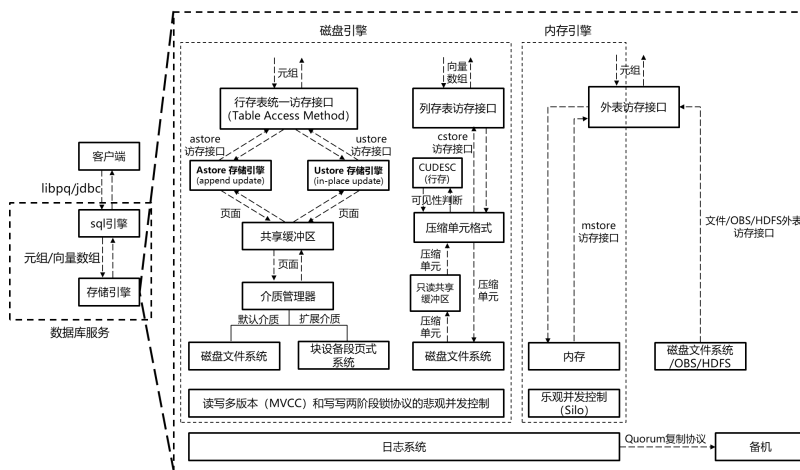 磁盘引擎
内存引擎
元组
向量
数组
元组
行存表统一访存接口
（Table Access Method）
列存表访存接口
外表访存接口
astore
访存接口
ustore
访存接口
cstore
访存接口
客户端
Astore 存储引擎
(append update)
Ustore 存储引擎
(in-place update)
CUDESC
(行存)
libpq/jdbc
可见性判断
页面
页面
sql引擎
共享缓冲区
压缩单元格式
mstore
访存接口
文件/OBS/HDFS外表
访存接口
元组/向量数组
页面
压缩
单元
存储引擎
介质管理器
只读共享
缓冲区
压缩
单元
默认介质
扩展介质
压缩
单元
数据库服务
磁盘文件系统
块设备段页式
系统
磁盘文件系统
内存
磁盘文件系统
/OBS/HDFS
读写多版本（MVCC）和写写两阶段锁协议的悲观并发控制
乐观并发控制
（Silo）
日志系统
Quorum复制协议
备机